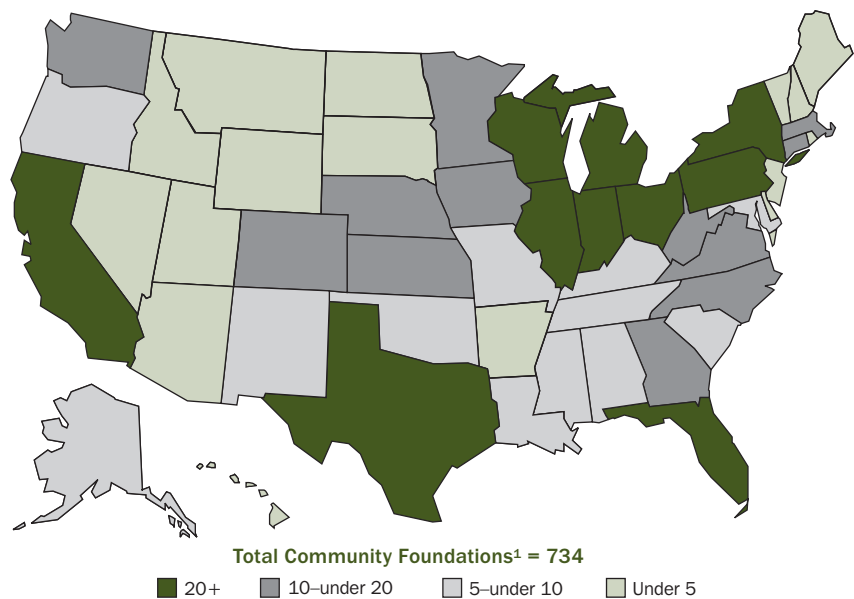 Total Community Foundations¹ = 734
20+ 10–under 20 5–under 10 Under 5